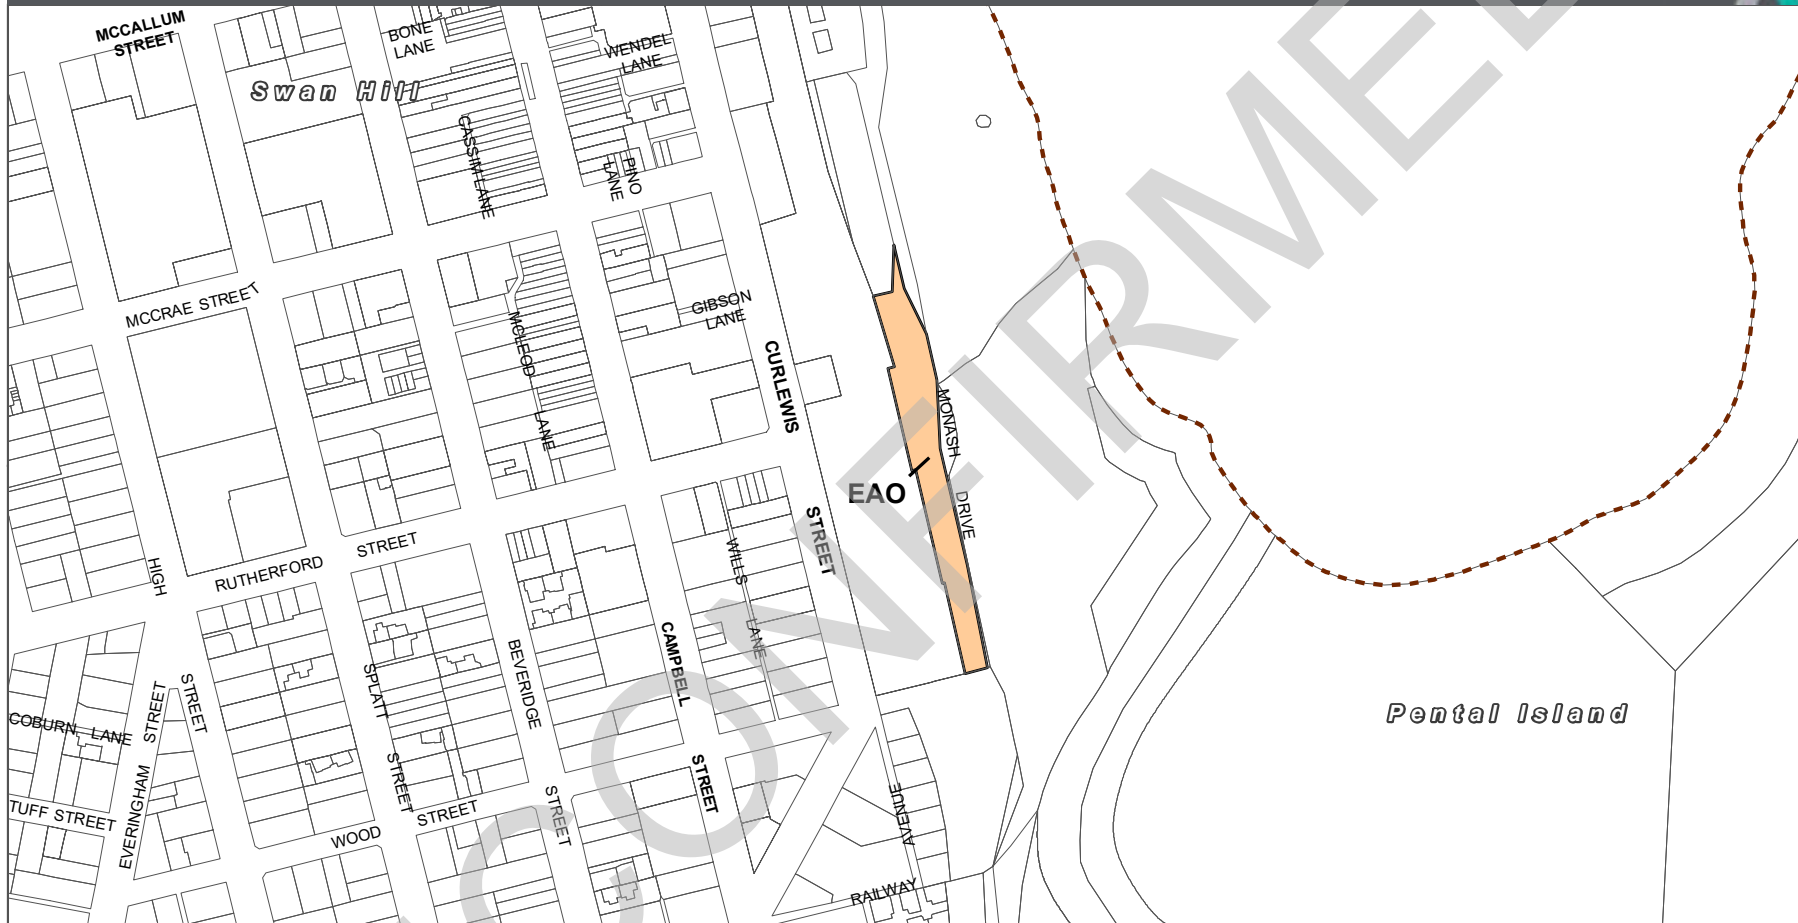 MCCALLUM
STREET
BONE
LANE
WENDEL
LANE
Swan Hill
CASSIM LANE
PINO
LANE
MCCRAE STREET
GIBSON
LANE
MCLEOD
LANE
CURLEWIS
STREET
MONASH
DRIVE
EAO
HIGH
STREET
RUTHERFORD
STREET
WILLS
LANE
CAMPBELL
STREET
BEVERIDGE
STREET
SPLATT
STREET
Pental Island
COBURN LANE
EVERINGHAM STREET
TUFF STREET
WOOD
STREET
RAILWAY
AVENUE
CONFIRMED